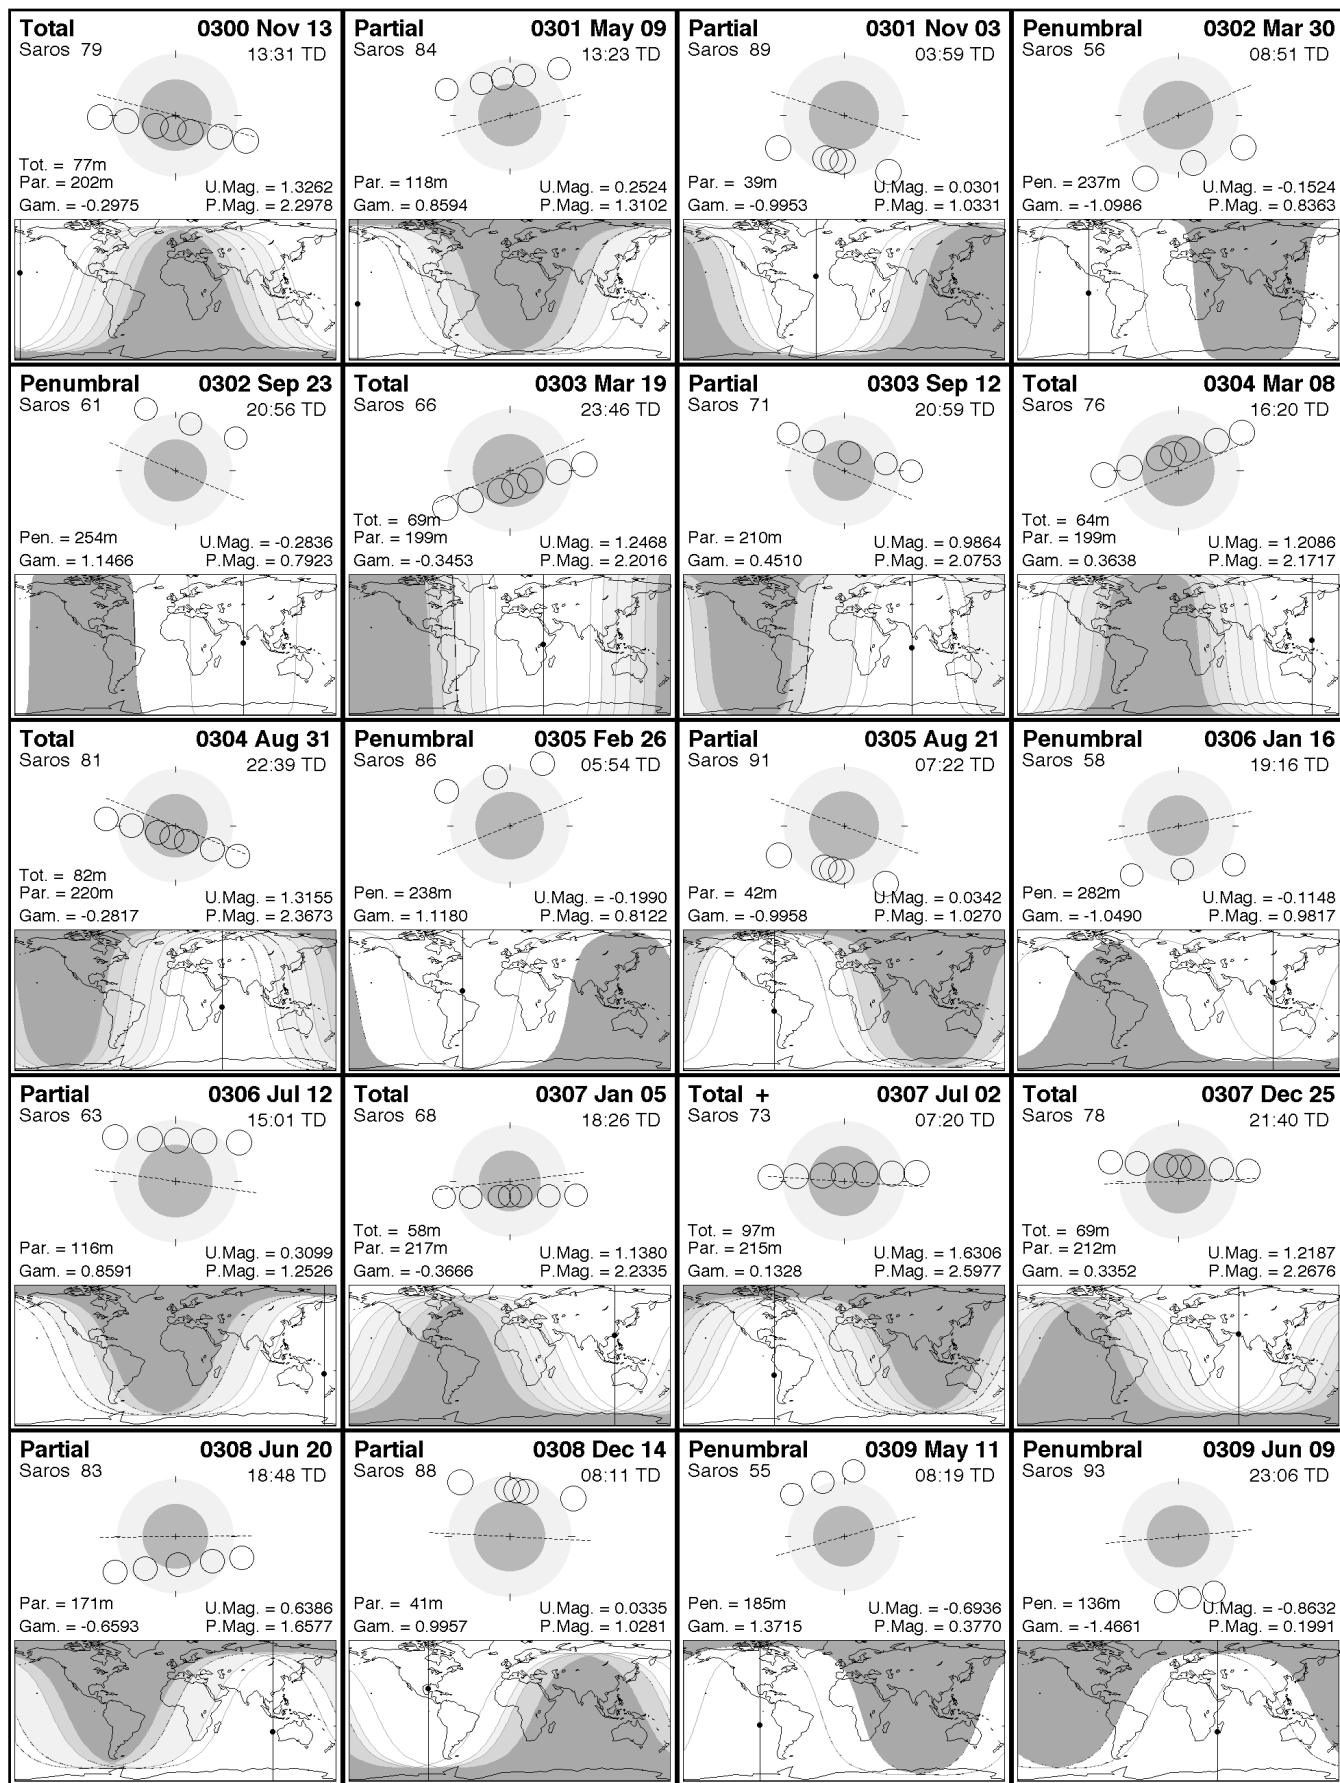 Total 0300 Nov 13
Saros 79 13:31 TD
Tot. = 77m
Par. = 202m U.Mag. = 1.3262
Gam. = -0.2975 P.Mag. = 2.2978
Partial 0301 May 09
Saros 84 13:23 TD
Par. = 118m U.Mag. = 0.2524
Gam. = 0.8594 P.Mag. = 1.3102
Partial 0301 Nov 03
Saros 89 03:59 TD
Par. = 39m U.Mag. = 0.0301
Gam. = -0.9953 P.Mag. = 1.0331
Penumbral 0302 Mar 30
Saros 56 08:51 TD
Pen. = 237m U.Mag. = -0.1524
Gam. = -1.0986 P.Mag. = 0.8363
Penumbral 0302 Sep 23
Saros 61 20:56 TD
Pen. = 254m U.Mag. = -0.2836
Gam. = 1.1466 P.Mag. = 0.7923
Total 0303 Mar 19
Saros 66 23:46 TD
Tot. = 69m
Par. = 199m U.Mag. = 1.2468
Gam. = -0.3453 P.Mag. = 2.2016
Partial 0303 Sep 12
Saros 71 20:59 TD
Par. = 210m U.Mag. = 0.9864
Gam. = 0.4510 P.Mag. = 2.0753
Total 0304 Mar 08
Saros 76 16:20 TD
Tot. = 64m
Par. = 199m U.Mag. = 1.2086
Gam. = 0.3638 P.Mag. = 2.1717
Total 0304 Aug 31
Saros 81 22:39 TD
Tot. = 82m
Par. = 220m U.Mag. = 1.3155
Gam. = -0.2817 P.Mag. = 2.3673
Penumbral 0305 Feb 26
Saros 86 05:54 TD
Pen. = 238m U.Mag. = -0.1990
Gam. = 1.1180 P.Mag. = 0.8122
Partial 0305 Aug 21
Saros 91 07:22 TD
Par. = 42m U.Mag. = 0.0342
Gam. = -0.9958 P.Mag. = 1.0270
Penumbral 0306 Jan 16
Saros 58 19:16 TD
Pen. = 282m U.Mag. = -0.1148
Gam. = -1.0490 P.Mag. = 0.9817
Partial 0306 Jul 12
Saros 63 15:01 TD
Par. = 116m U.Mag. = 0.3099
Gam. = 0.8591 P.Mag. = 1.2526
Total 0307 Jan 05
Saros 68 18:26 TD
Tot. = 58m
Par. = 217m U.Mag. = 1.1380
Gam. = -0.3666 P.Mag. = 2.2335
Total + 0307 Jul 02
Saros 73 07:20 TD
Tot. = 97m
Par. = 215m U.Mag. = 1.6306
Gam. = 0.1328 P.Mag. = 2.5977
Total 0307 Dec 25
Saros 78 21:40 TD
Tot. = 69m
Par. = 212m U.Mag. = 1.2187
Gam. = 0.3352 P.Mag. = 2.2676
Partial 0308 Jun 20
Saros 83 18:48 TD
Par. = 171m U.Mag. = 0.6386
Gam. = -0.6593 P.Mag. = 1.6577
Partial 0308 Dec 14
Saros 88 08:11 TD
Par. = 41m U.Mag. = 0.0335
Gam. = 0.9957 P.Mag. = 1.0281
Penumbral 0309 May 11
Saros 55 08:19 TD
Pen. = 185m U.Mag. = -0.6936
Gam. = 1.3715 P.Mag. = 0.3770
Penumbral 0309 Jun 09
Saros 93 23:06 TD
Pen. = 136m U.Mag. = -0.8632
Gam. = -1.4661 P.Mag. = 0.1991